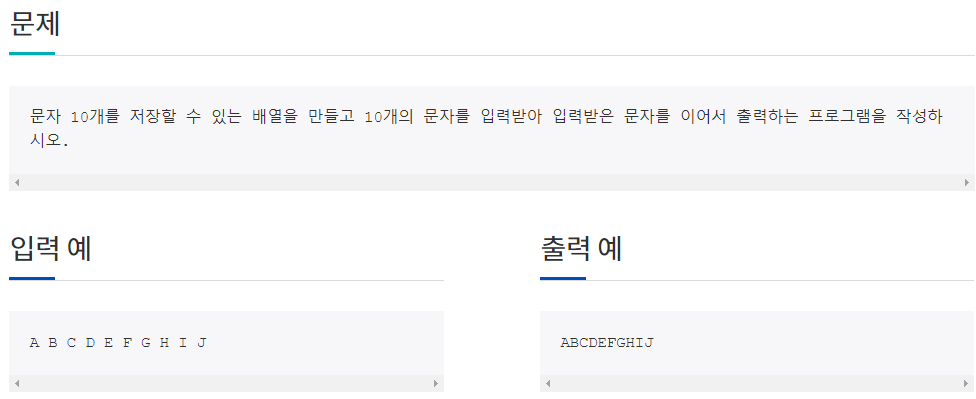 문제
문자 10개를 저장할 수 있는 배열을 만들고 10개의 문자를 입력받아 입력받은 문자를 이어서 출력하는 프로그램을 작성하
시오.
입력 예
출력 예
A B C D E F G H I J
ABCDEFGHIJ